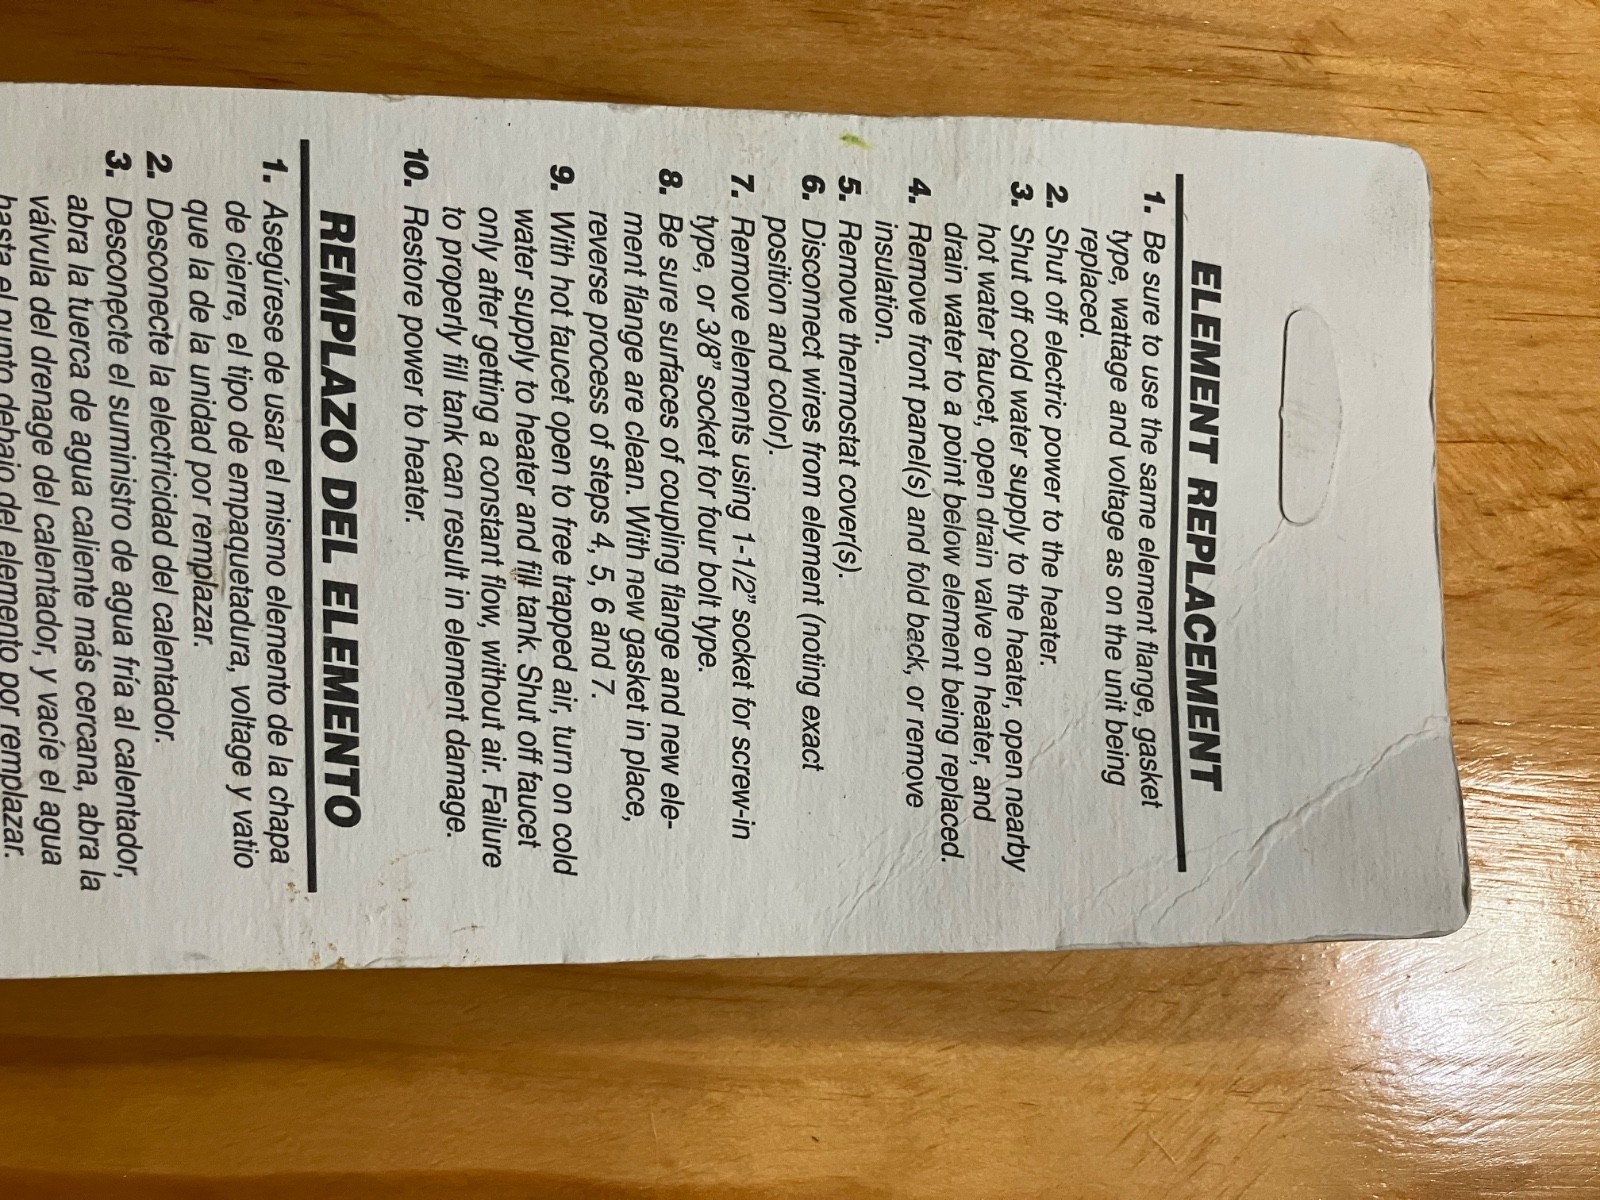 ELEMENT REPLACEMENT
1. Be sure to use the same element flange, gasket
type, wattage and voltage as on the unit being
replaced.
2. Shut off electric power to the heater.
3. Shut off cold water supply to the heater, open nearby
hot water faucet, open drain valve on heater, and
drain water to a point below element being replaced.
4. Remove front panel(s) and fold back, or remove
insulation.
5. Remove thermostat cover(s).
6. Disconnect wires from element (noting exact
position and color).
7. Remove elements using 1-1/2” socket for screw-in
type, or 3/8” socket for four bolt type.
8. Be sure surfaces of coupling flange and new ele-
ment flange are clean. With new gasket in place,
reverse process of steps 4, 5, 6 and 7.
9. With hot faucet open to free trapped air, turn on cold
water supply to heater and fill tank. Shut off faucet
only after getting a constant flow, without air. Failure
to properly fill tank can result in element damage.
10. Restore power to heater.
REMPLAZO DEL ELEMENTO
1. Asegúrese de usar el mismo elemento de la chapa
de cierre, el tipo de empaquetadura, voltage y vatio
que la de la unidad por remplazar.
2. Desconecte la electricidad del calentador.
3. Desconecte el suministro de agua fría al calentador,
abra la tuerca de agua caliente más cercana, abra la
válvula del drenage del calentador, y vacíe el agua
hasta el punto debajo del elemento por remplazar.